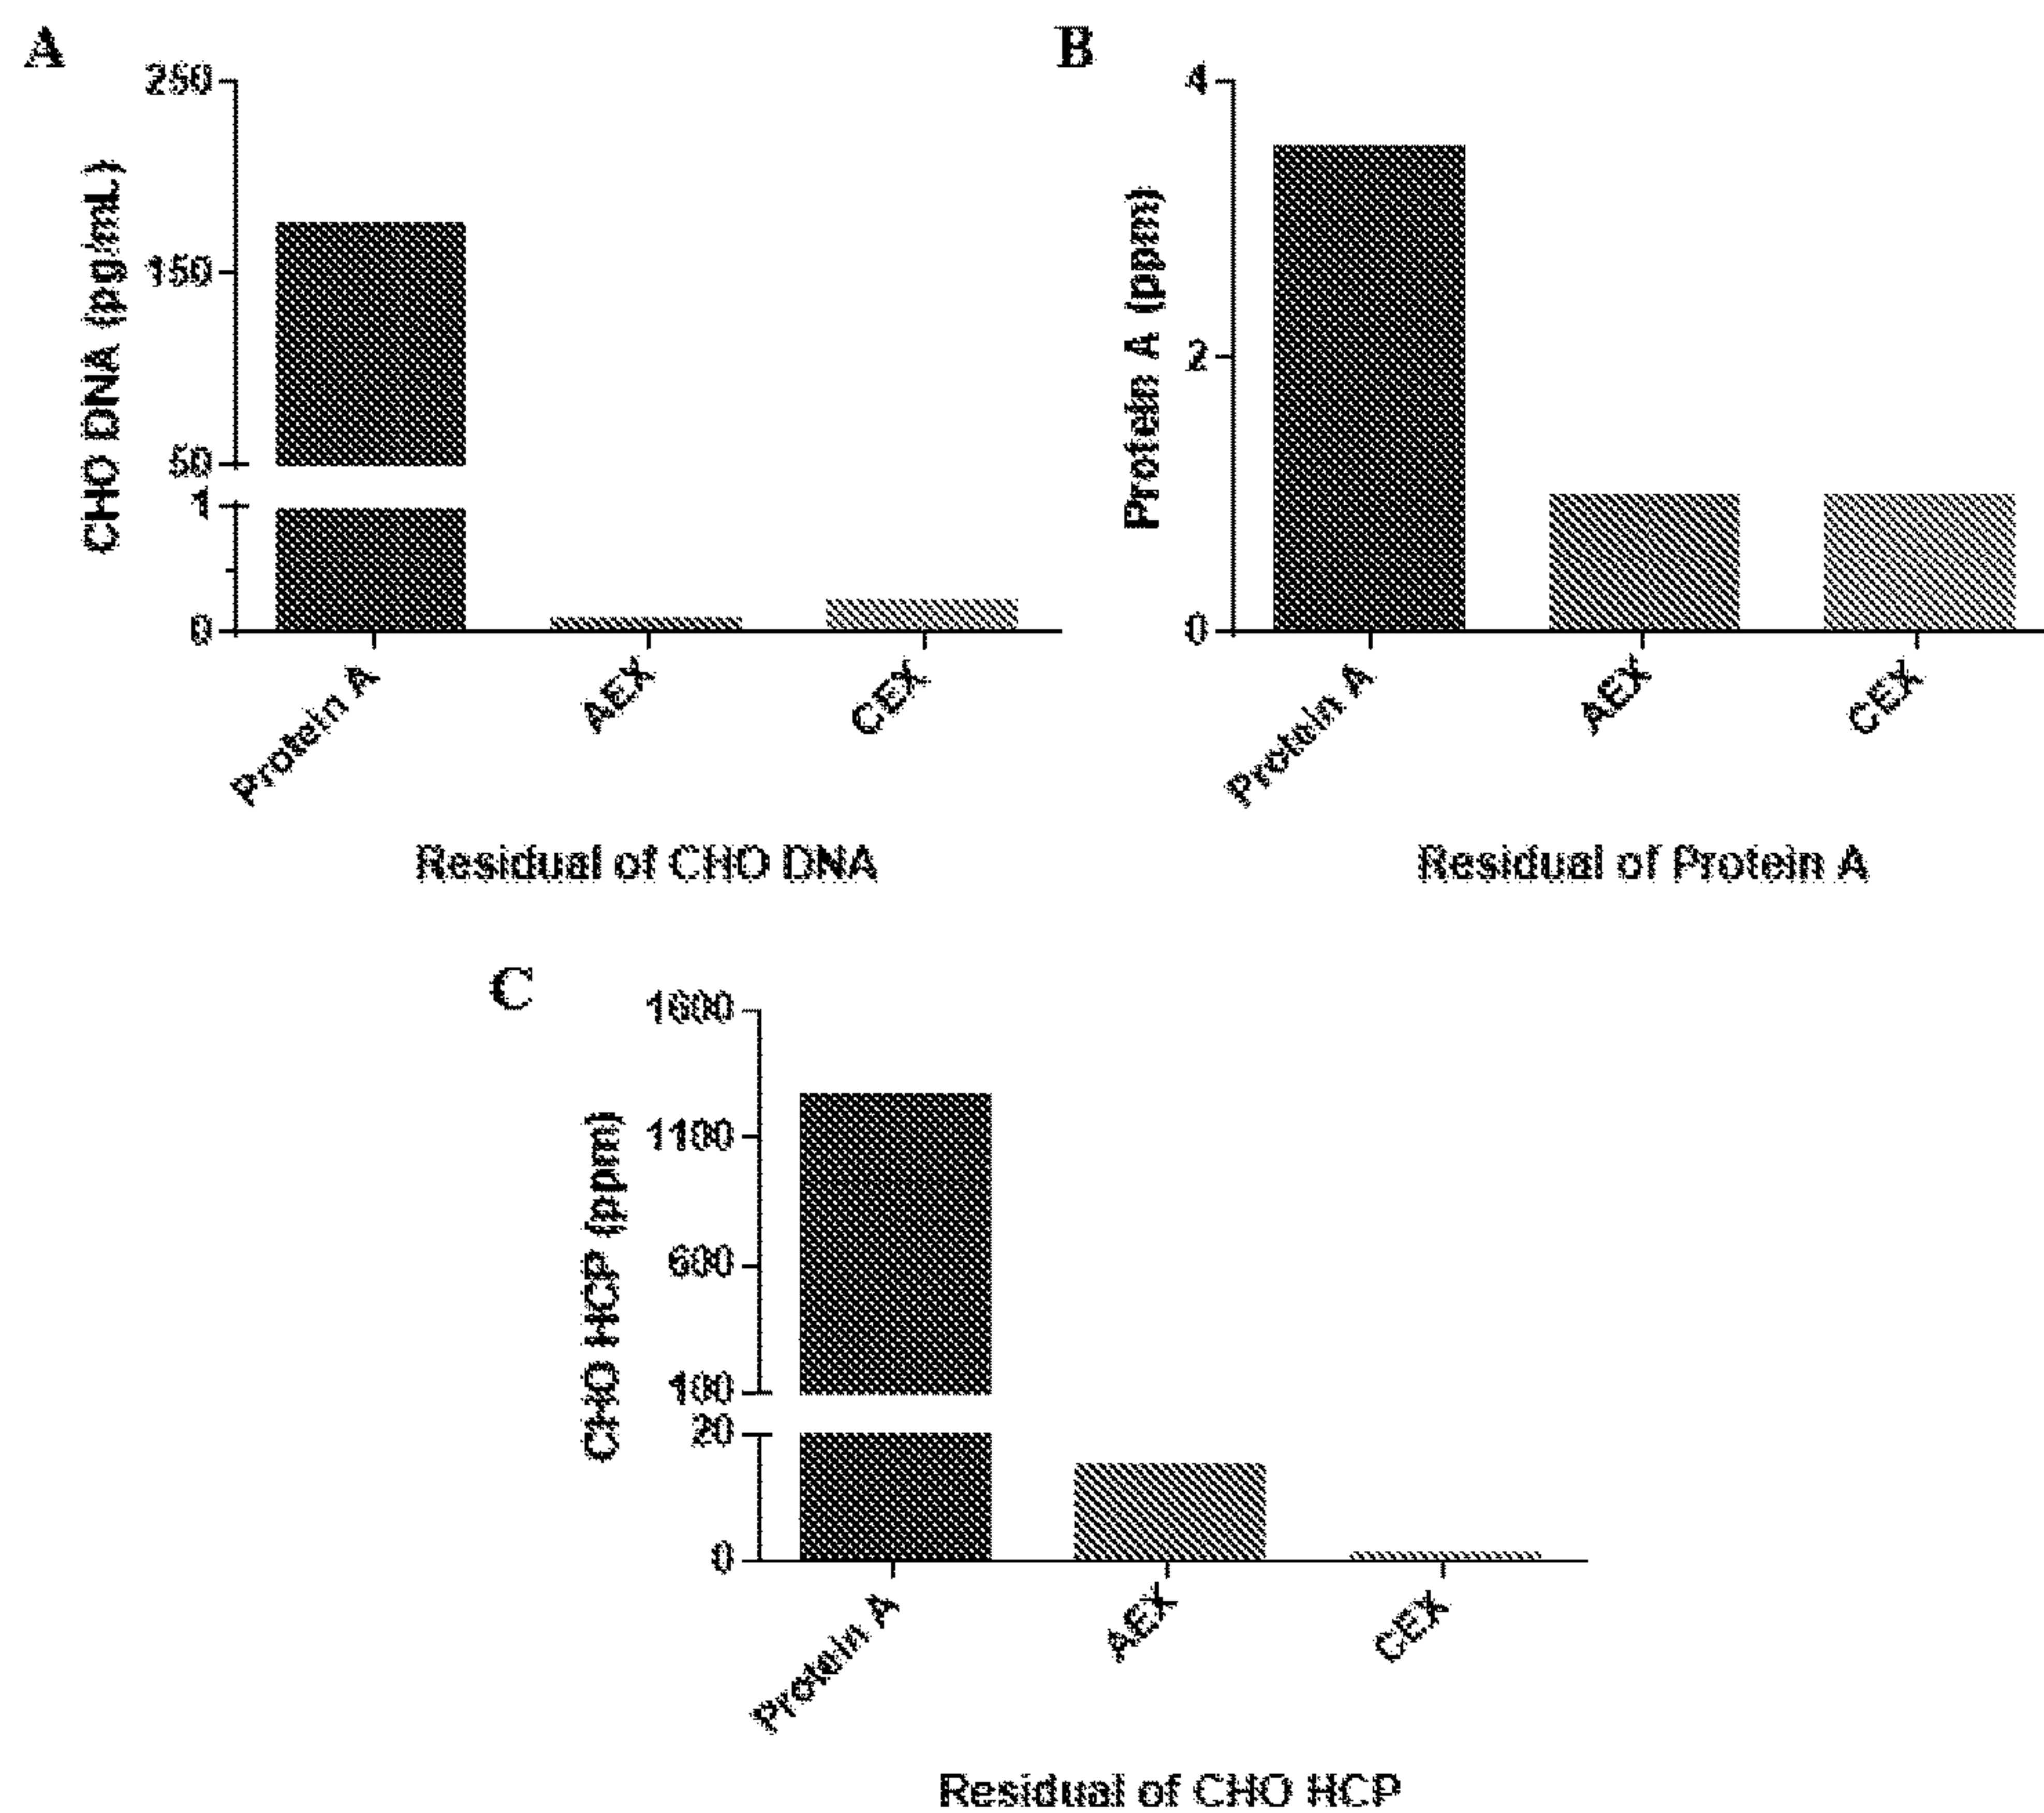 A
CHO DNA (pg/mL)
250
150
50
1
0
Protein A
AEX
CEX
Residual of CHO DNA
B
Protein A (ppm)
4
2
0
Protein A
AEX
CEX
Residual of Protein A
C
CHO HCP (ppm)
1600
1100
600
100
20
0
Protein A
AEX
CEX
Residual of CHO HCP